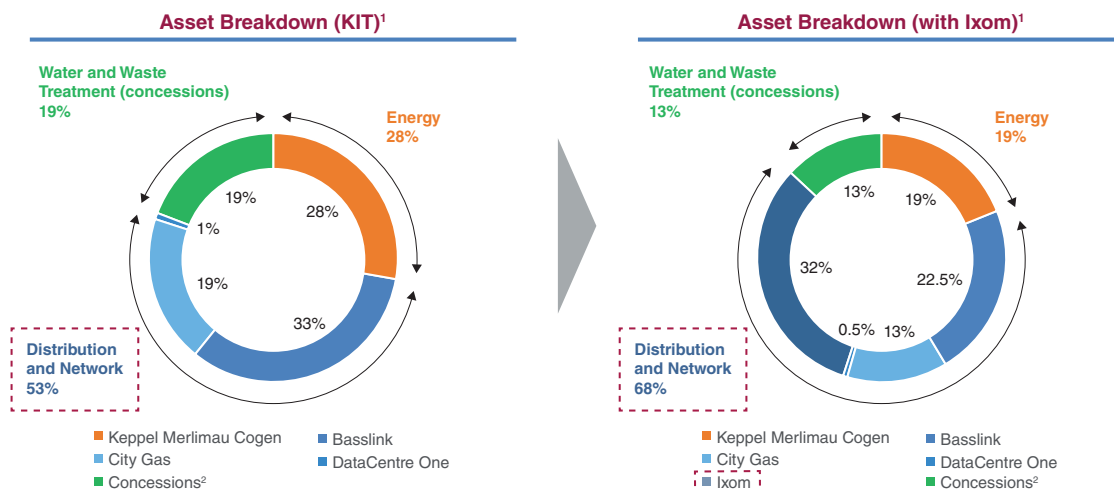 Asset Breakdown (KIT)¹
Water and Waste
Treatment (concessions)
19%
Energy
28%
19%
28%
1%
19%
33%
Distribution
and Network
53%
Keppel Merlimau Cogen
Basslink
City Gas
DataCentre One
Concessions²
Asset Breakdown (with Ixom)¹
Water and Waste
Treatment (concessions)
13%
Energy
19%
13%
19%
32%
22.5%
0.5%
13%
Distribution
and Network
68%
Keppel Merlimau Cogen
Basslink
City Gas
DataCentre One
Ixom
Concessions²